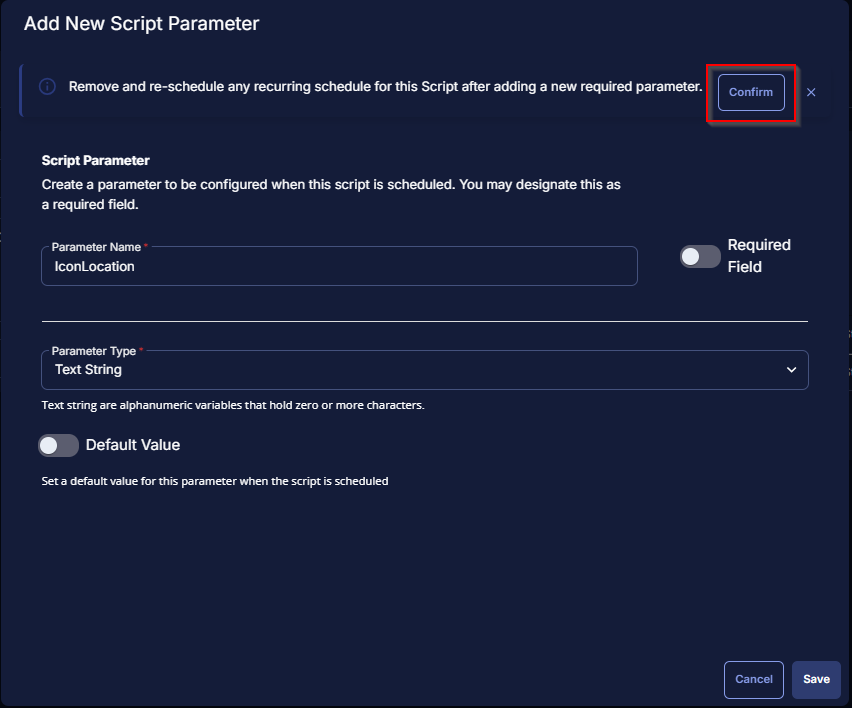 Add New Script Parameter
Remove and re-schedule any recurring schedule for this Script after adding a new required parameter.
Confirm
Script Parameter
Create a parameter to be configured when this script is scheduled. You may designate this as
a required field.
Parameter Name *
IconLocation
Required
Field
Parameter Type *
Text String
Text string are alphanumeric variables that hold zero or more characters.
Default Value
Set a default value for this parameter when the script is scheduled
Cancel
Save